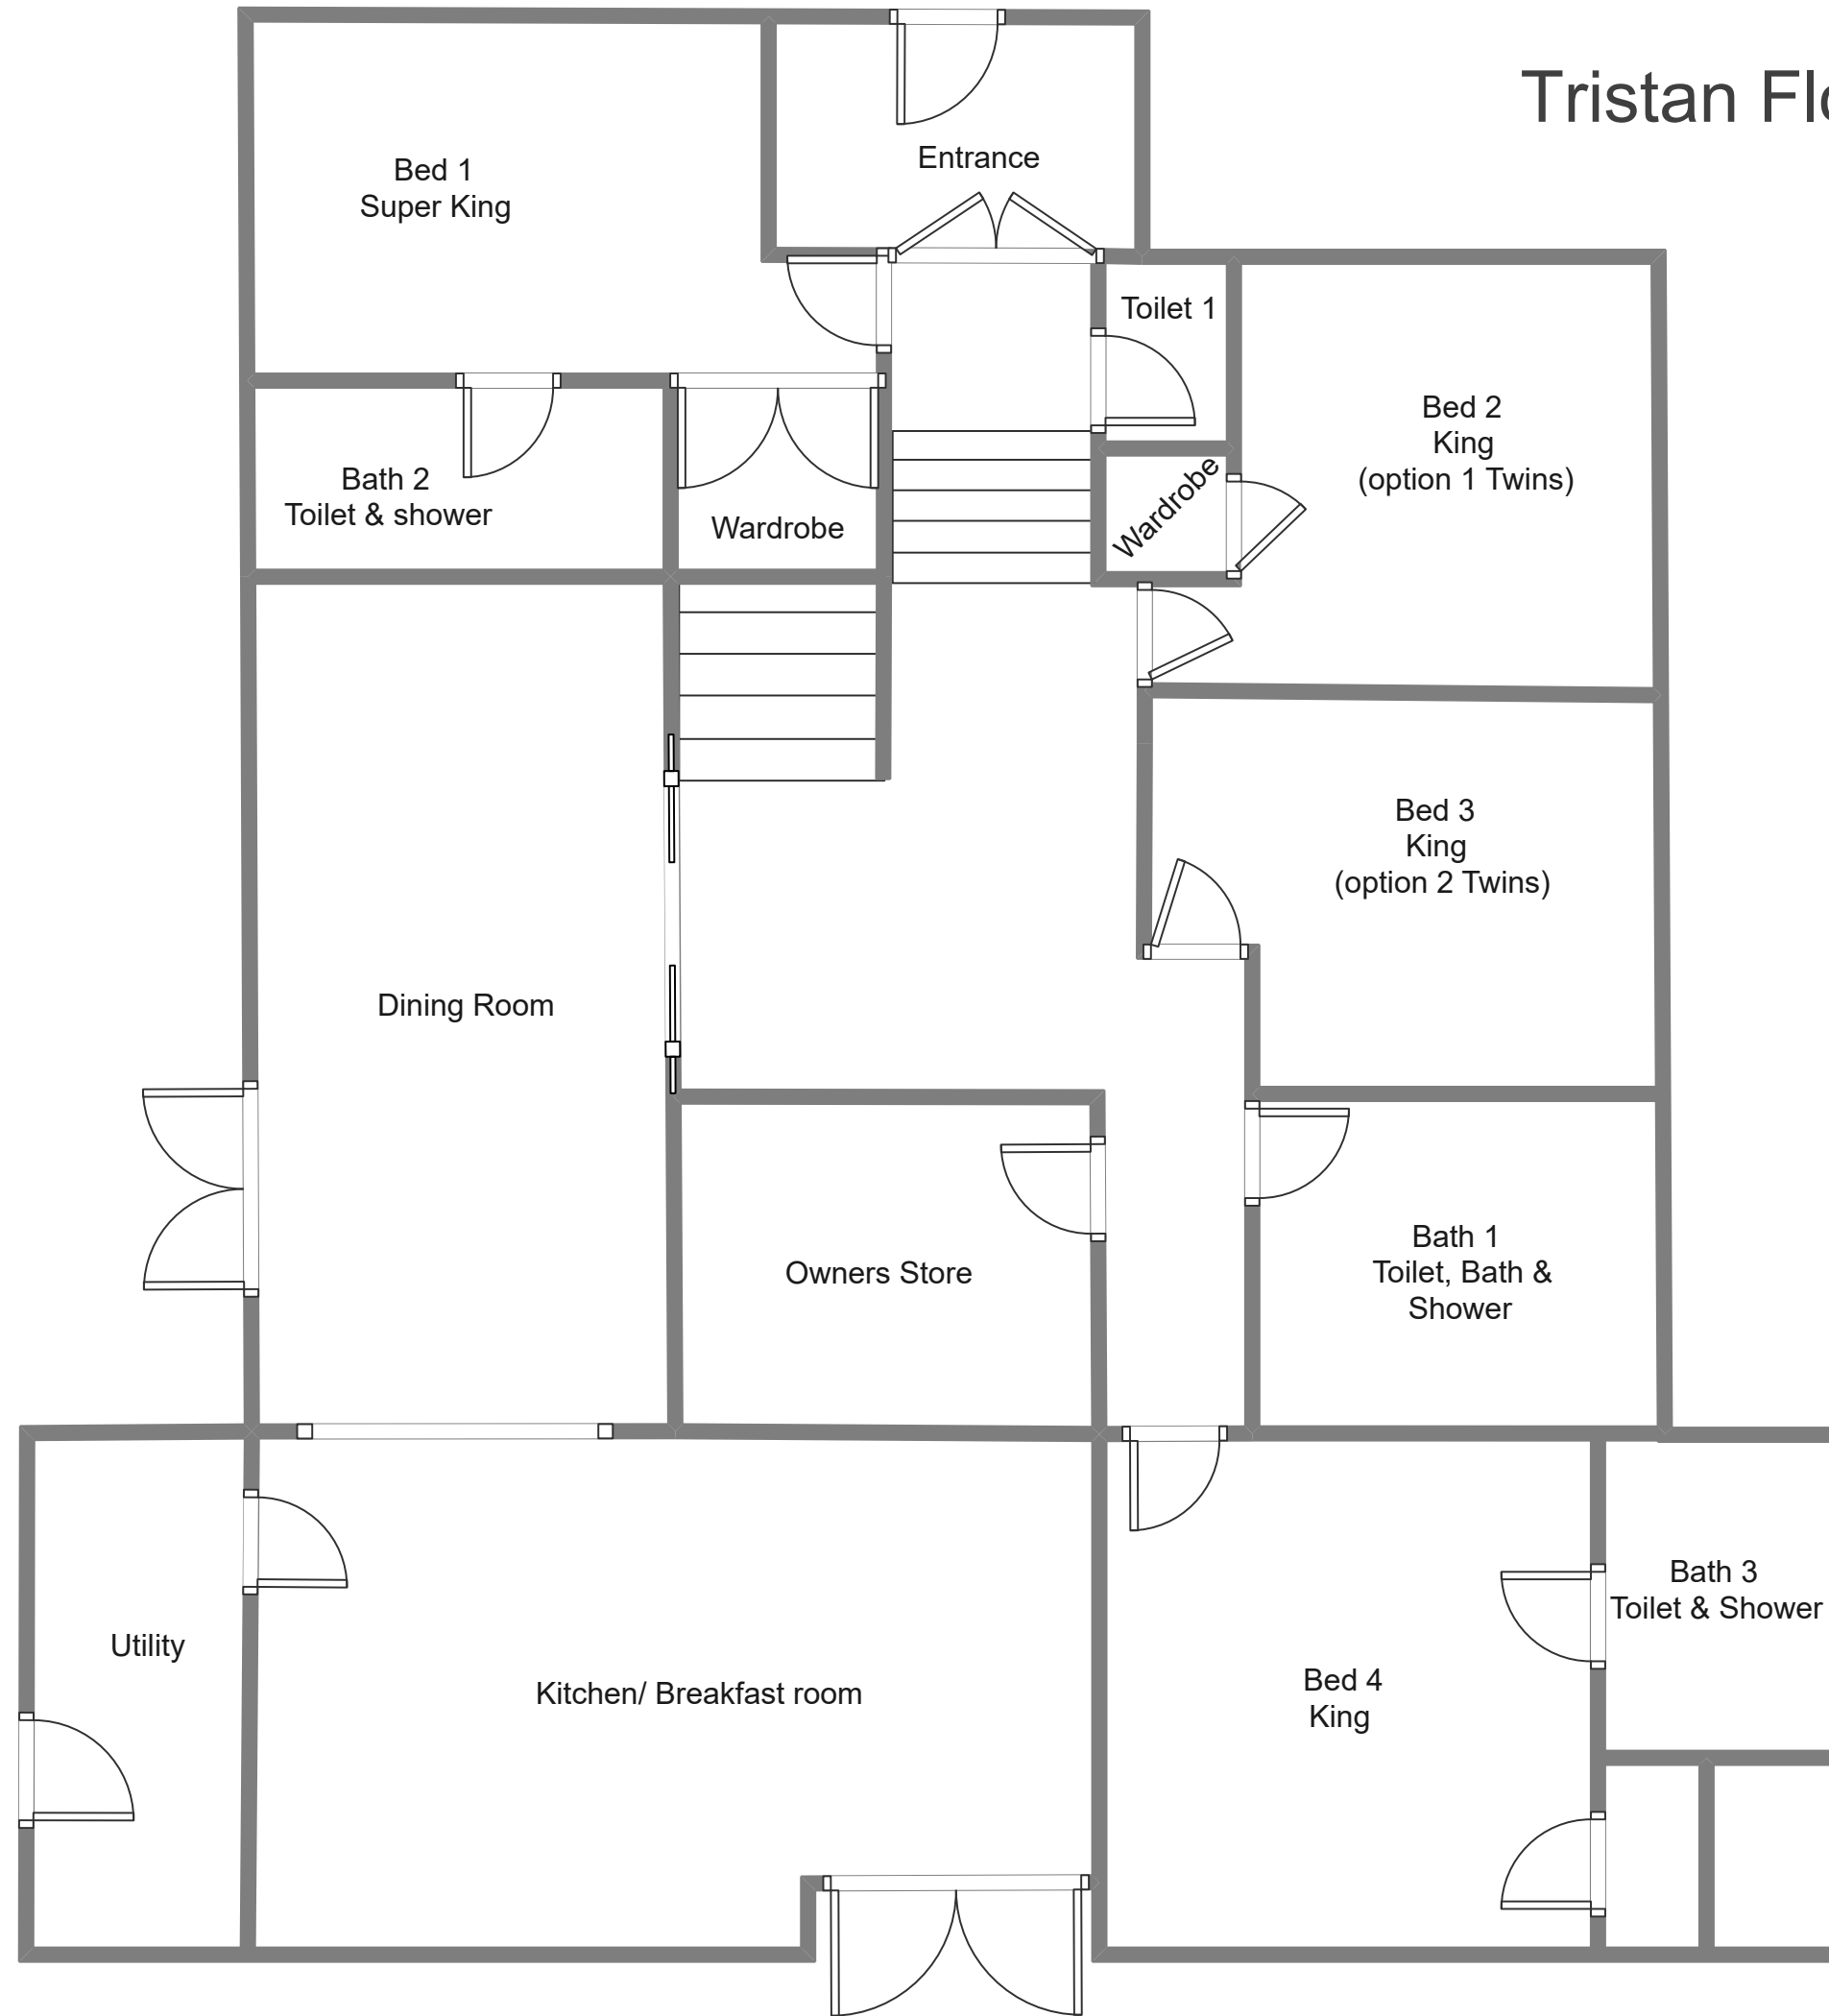 Tristan Flo
Bed 1
Super King
Entrance
Toilet 1
Bed 2
King
(option 1 Twins)
Bath 2
Toilet & shower
Wardrobe
Wardrobe
Bed 3
King
(option 2 Twins)
Dining Room
Owners Store
Bath 1
Toilet, Bath &
Shower
Bath 3
Toilet & Shower
Utility
Kitchen/ Breakfast room
Bed 4
King